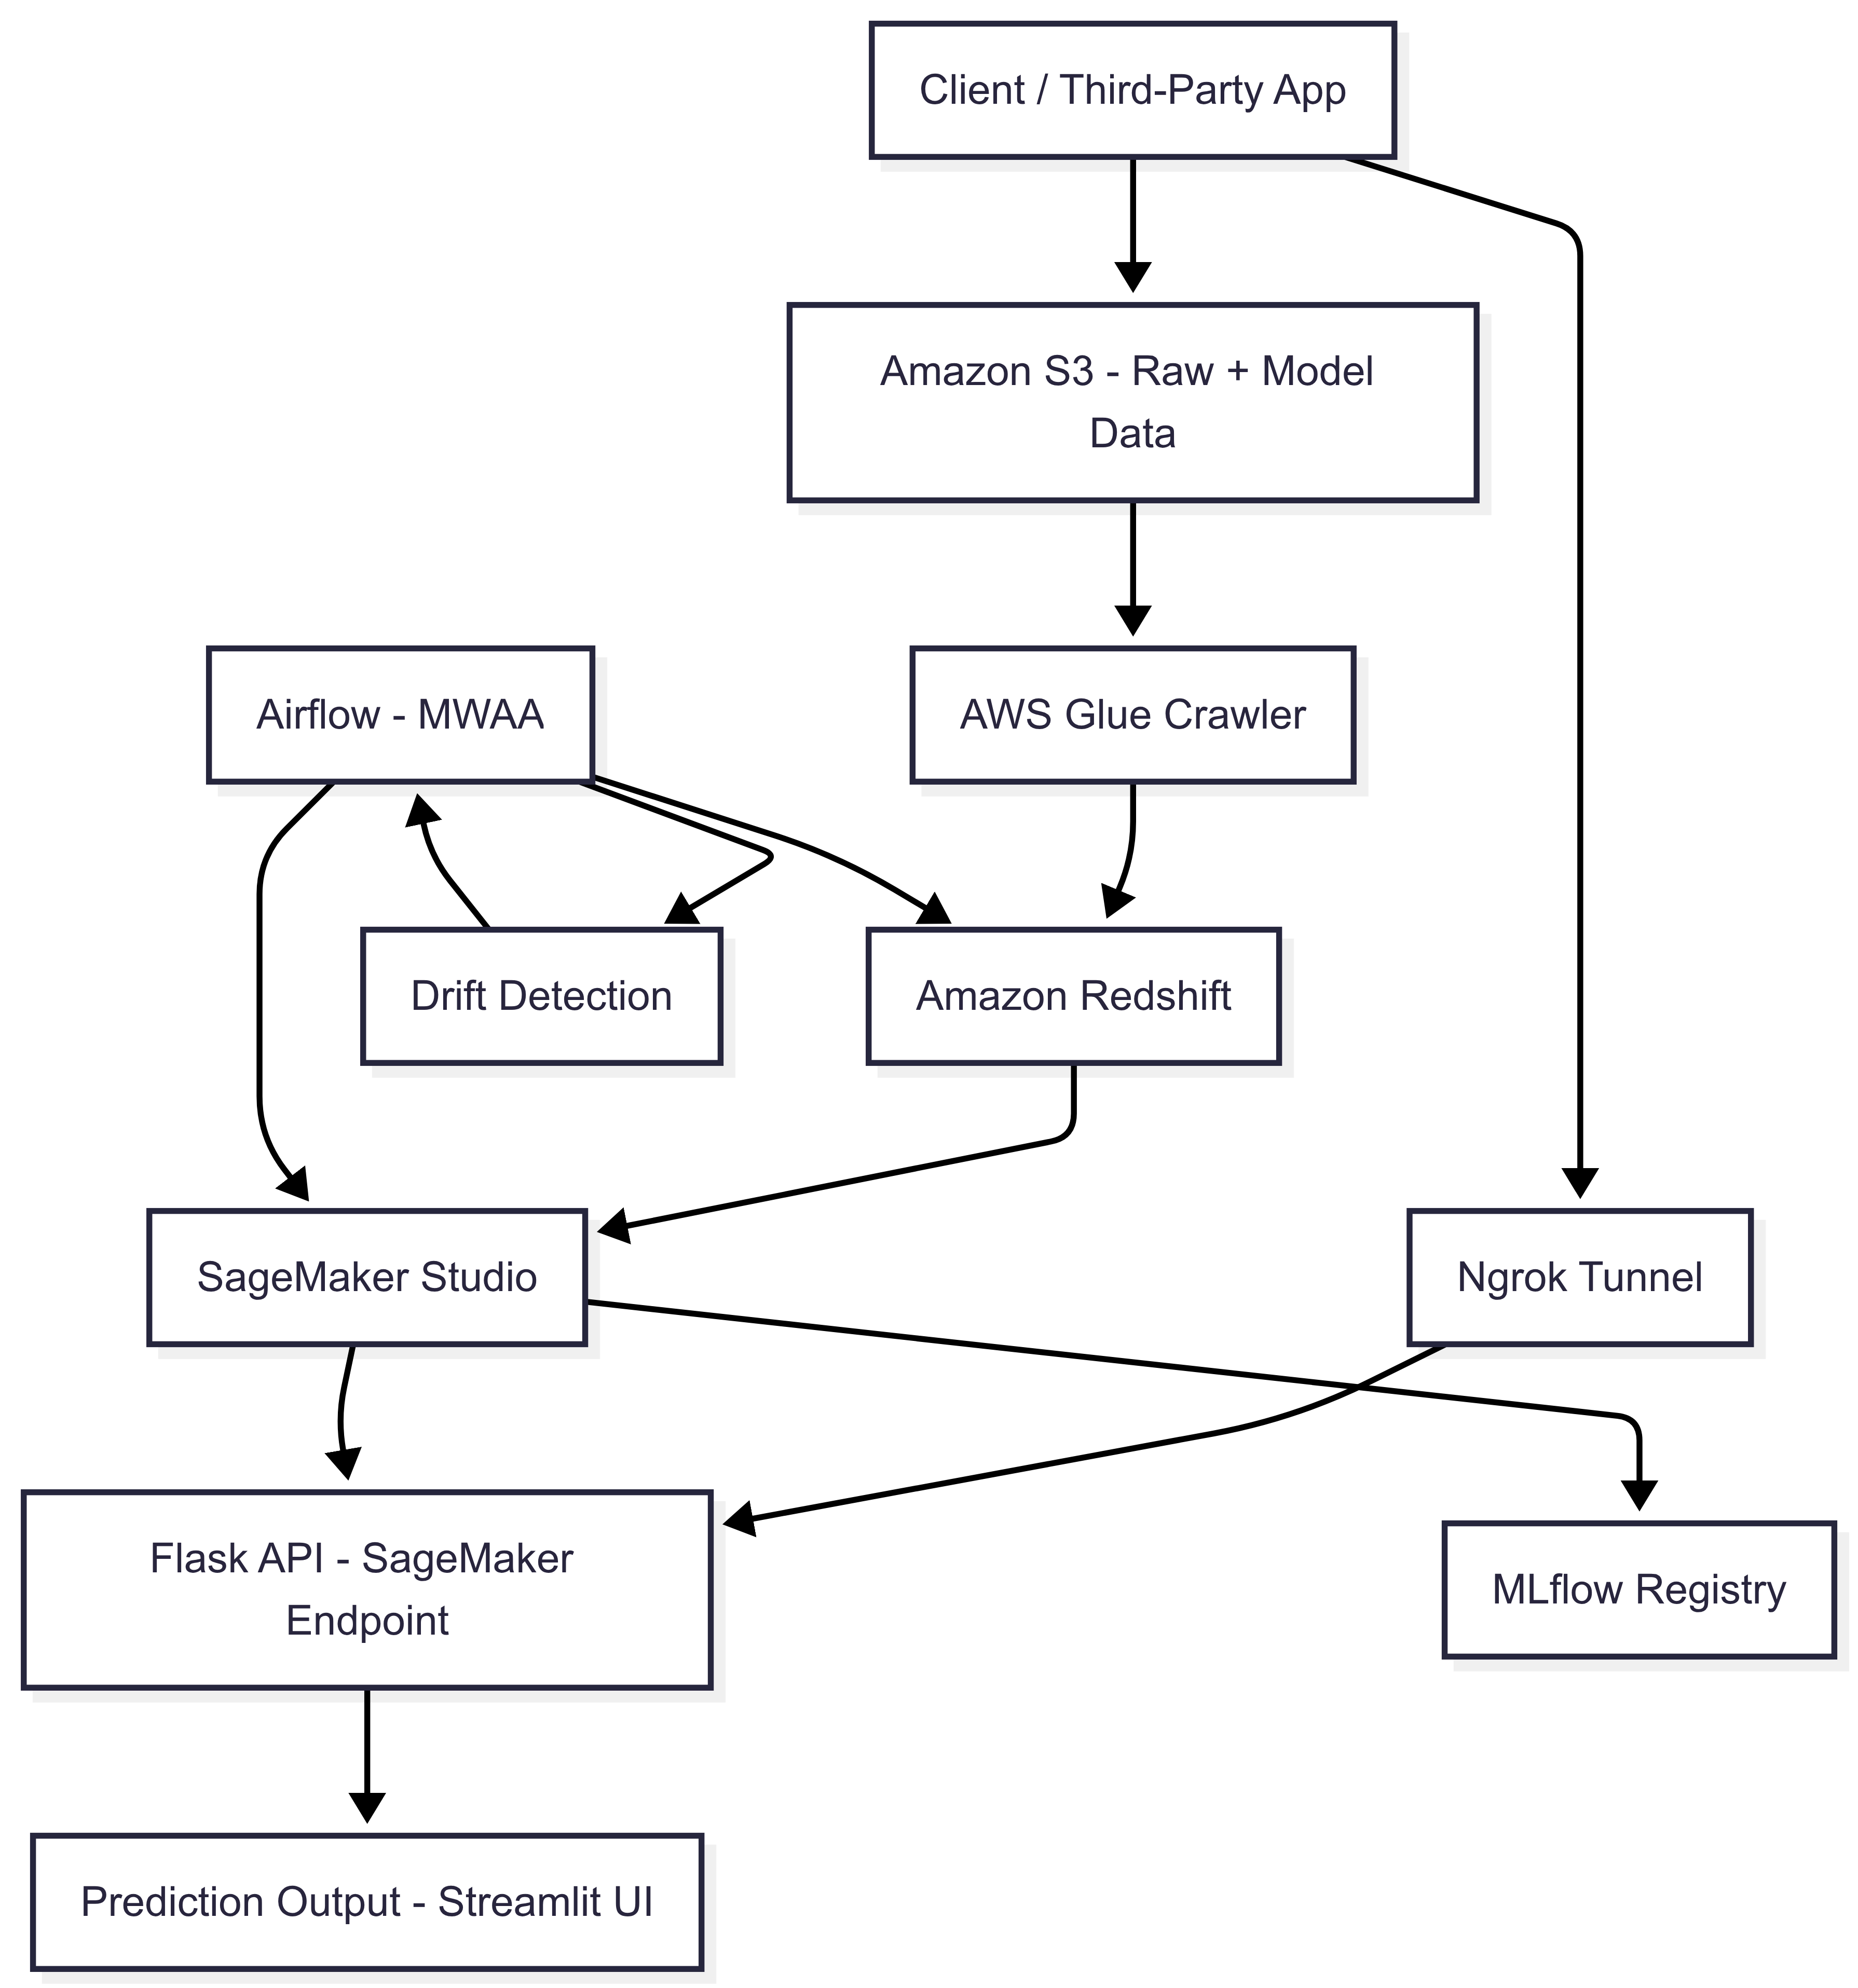 Client / Third-Party App
Amazon S3 - Raw + Model
Data
Airflow - MWAA
AWS Glue Crawler
Drift Detection
Amazon Redshift
SageMaker Studio
Ngrok Tunnel
Flask API - SageMaker
Endpoint
MLflow Registry
Prediction Output - Streamlit UI